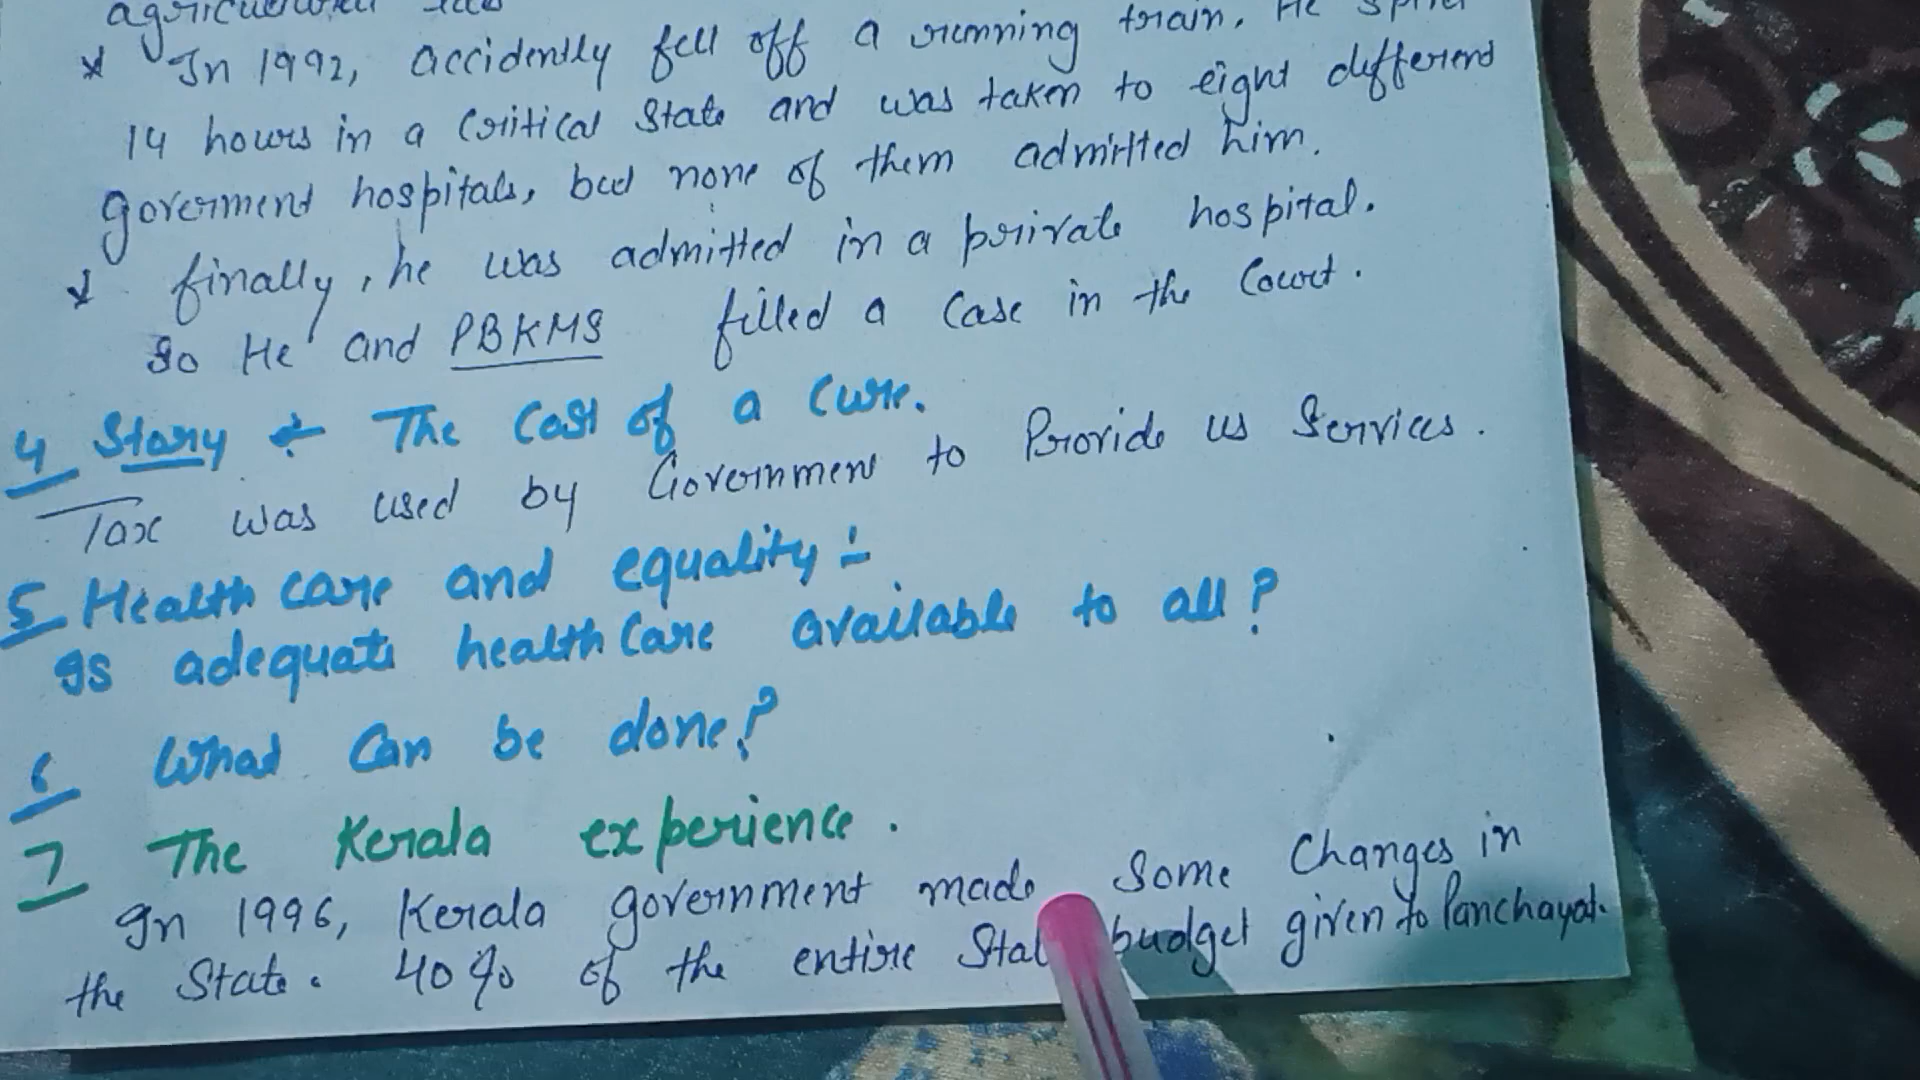 agricultural
* In 1992, accidently fell off a running train. He
14 hours in a Critical State and was taken to eight different
goverment hospitals, but none of them admitted him.
* finally, he was admitted in a private hospital.
So He and PBKMS filled a Case in the Court.
4 Story The Cost of a Cure.
Tax was used by Government to Provide us Services.
5 Health care and equality :-
Is adequate healthCare available to all?
6 What Can be done?
7 The Kerala experience.
In 1996, Kerala government made Some Changes in
the State. 40% of the entire Stat budget given to Panchayat.